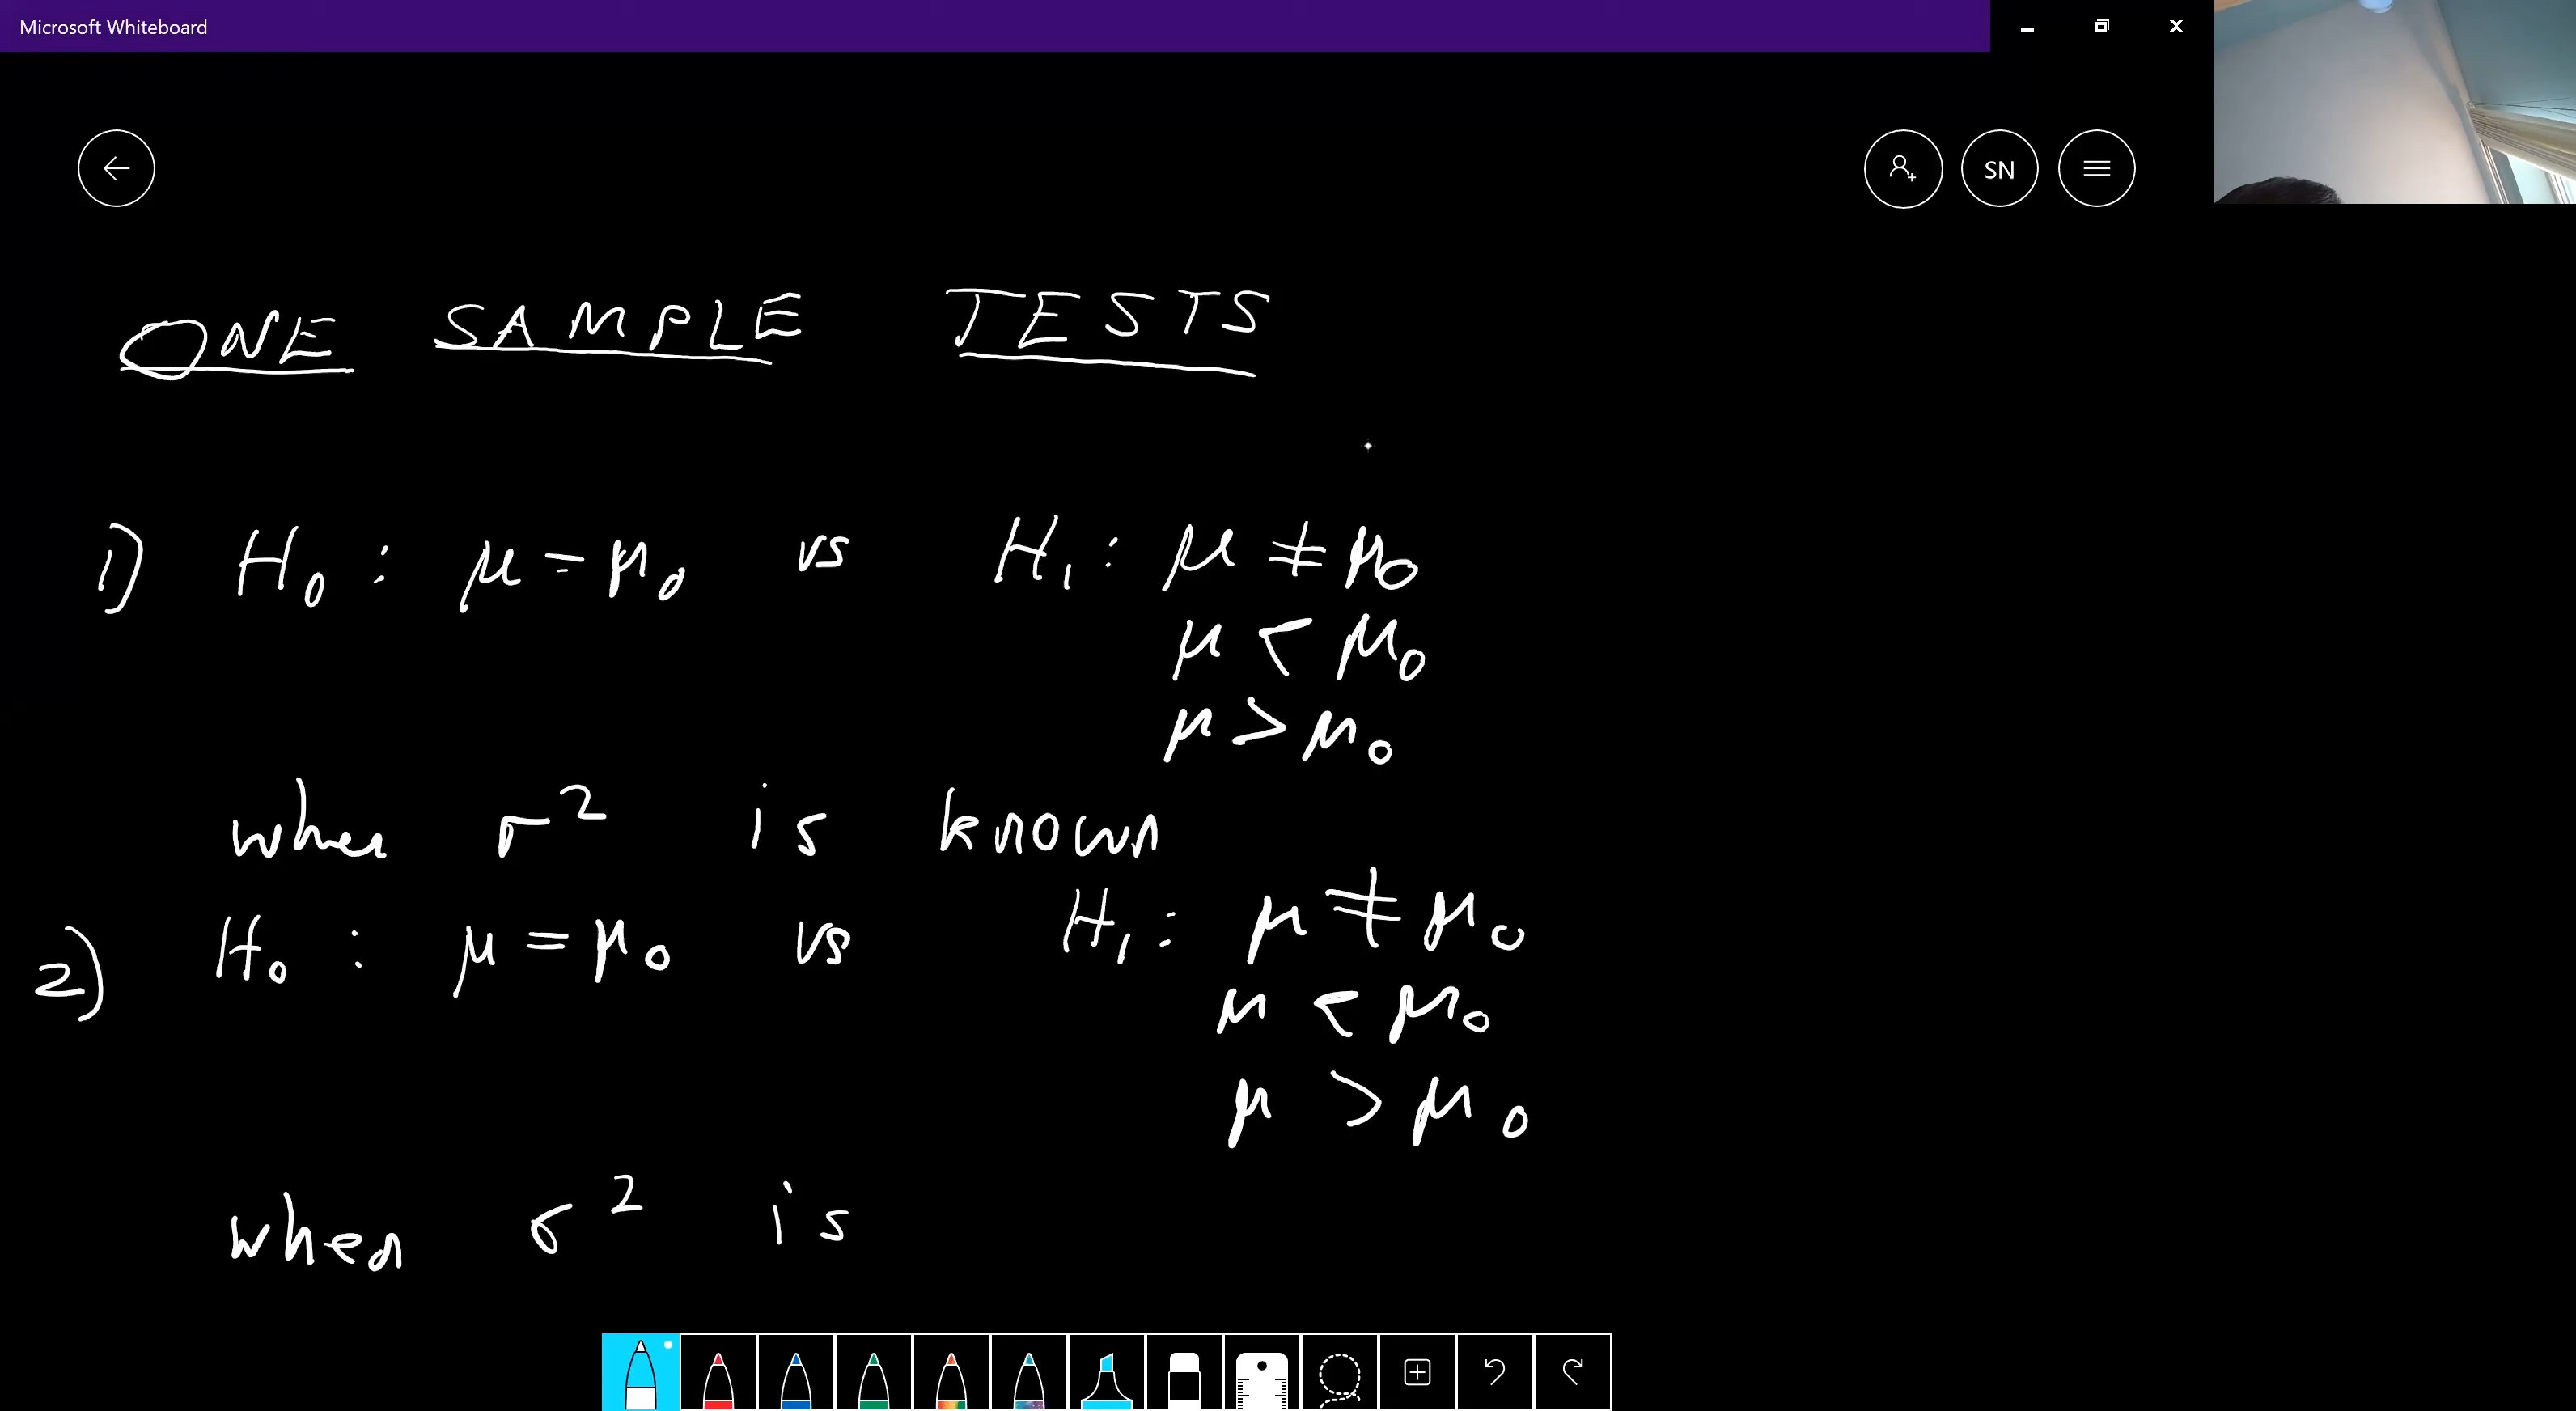 Microsoft Whiteboard
SN
ONE SAMPLE TESTS
1) H₀ : μ = μ₀ vs H₁ : μ ≠ μ₀
μ < μ₀
μ > μ₀
when σ² is known
2) H₀ : μ = μ₀ vs H₁ : μ ≠ μ₀
μ < μ₀
μ > μ₀
when σ² is